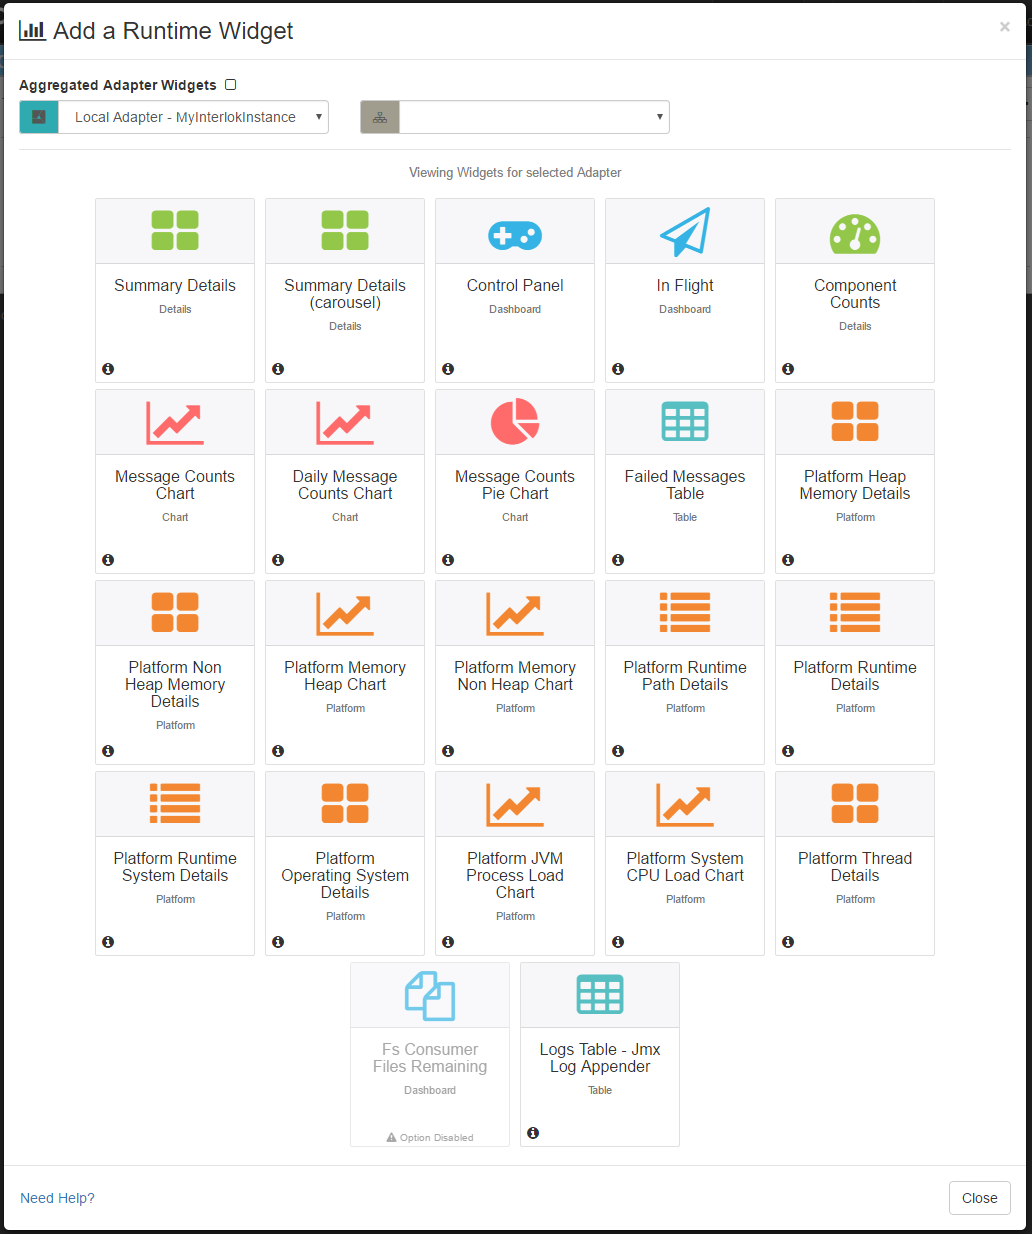 Add a Runtime Widget
×
Aggregated Adapter Widgets
Local Adapter - MyInterlokInstance
Viewing Widgets for selected Adapter
Summary Details
Details
Summary Details
(carousel)
Details
Control Panel
Dashboard
In Flight
Dashboard
Component
Counts
Details
Message Counts
Chart
Chart
Daily Message
Counts Chart
Chart
Message Counts
Pie Chart
Chart
Failed Messages
Table
Table
Platform Heap
Memory Details
Platform
Platform Non
Heap Memory
Details
Platform
Platform Memory
Heap Chart
Platform
Platform Memory
Non Heap Chart
Platform
Platform Runtime
Path Details
Platform
Platform Runtime
Details
Platform
Platform Runtime
System Details
Platform
Platform
Operating System
Details
Platform
Platform JVM
Process Load
Chart
Platform
Platform System
CPU Load Chart
Platform
Platform Thread
Details
Platform
Fs Consumer
Files Remaining
Dashboard
Option Disabled
Logs Table - Jmx
Log Appender
Table
Need Help?
Close